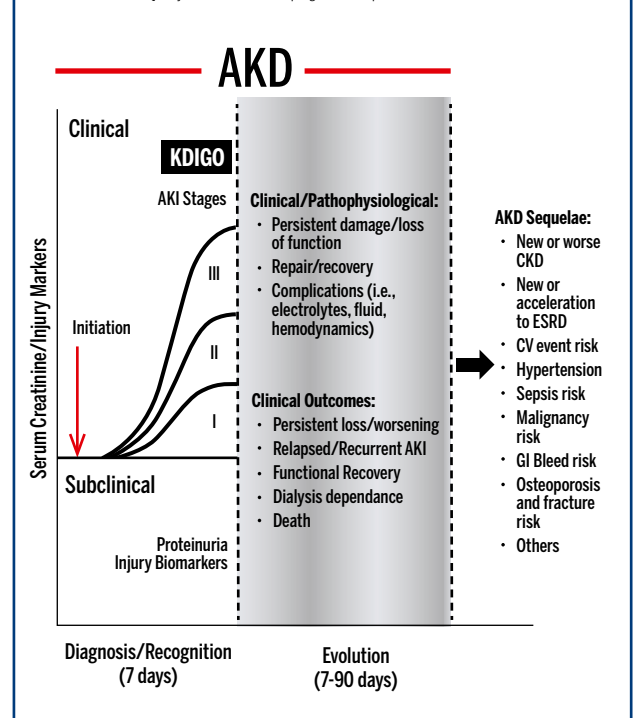 AKD
Clinical
KDIGO
AKI Stages
III
II
I
Initiation
Serum Creatinine/Injury Markers
Subclinical
Proteinuria
Injury Biomarkers
Clinical/Pathophysiological:
· Persistent damage/loss
of function
· Repair/recovery
· Complications (i.e.,
electrolytes, fluid,
hemodynamics)
Clinical Outcomes:
· Persistent loss/worsening
· Relapsed/Recurrent AKI
· Functional Recovery
· Dialysis dependance
· Death
AKD Sequelae:
· New or worse
CKD
· New or
acceleration
to ESRD
· CV event risk
· Hypertension
· Sepsis risk
· Malignancy
risk
· GI Bleed risk
· Osteoporosis
and fracture
risk
· Others
Diagnosis/Recognition
(7 days)
Evolution
(7-90 days)